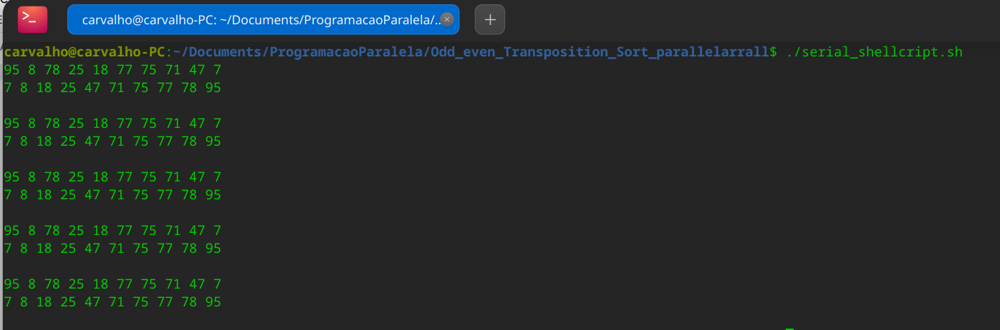 carvalho@carvalho-PC: ~/Documents/ProgramacaoParalela/..
carvalho@carvalho-PC:~/Documents/ProgramacaoParalela/Odd_even_Transposition_Sort_parallelarrall$ ./serial_shellcript.sh
95 8 78 25 18 77 75 71 47 7
7 8 18 25 47 71 75 77 78 95
95 8 78 25 18 77 75 71 47 7
7 8 18 25 47 71 75 77 78 95
95 8 78 25 18 77 75 71 47 7
7 8 18 25 47 71 75 77 78 95
95 8 78 25 18 77 75 71 47 7
7 8 18 25 47 71 75 77 78 95
95 8 78 25 18 77 75 71 47 7
7 8 18 25 47 71 75 77 78 95